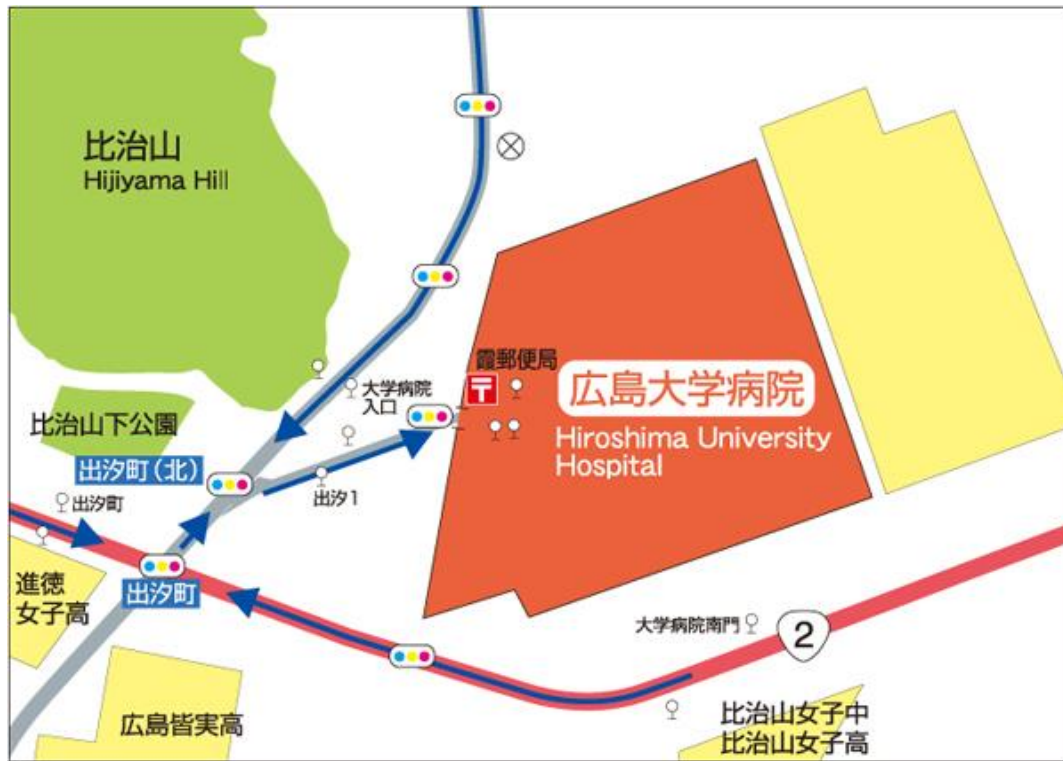 比治山
Hijiyama Hill
霞郵便局
〒
大学病院
入口
広島大学病院
Hiroshima University
Hospital
比治山下公園
出汐町(北)
出汐1
出汐町
出汐町
進徳
女子高
大学病院南門
2
広島皆実高
比治山女子中
比治山女子高